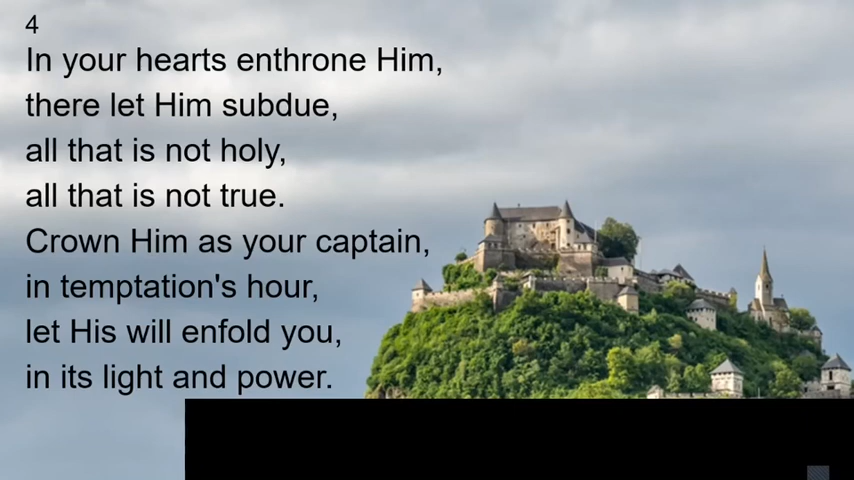 4
In your hearts enthrone Him,
there let Him subdue,
all that is not holy,
all that is not true.
Crown Him as your captain,
in temptation's hour,
let His will enfold you,
in its light and power.